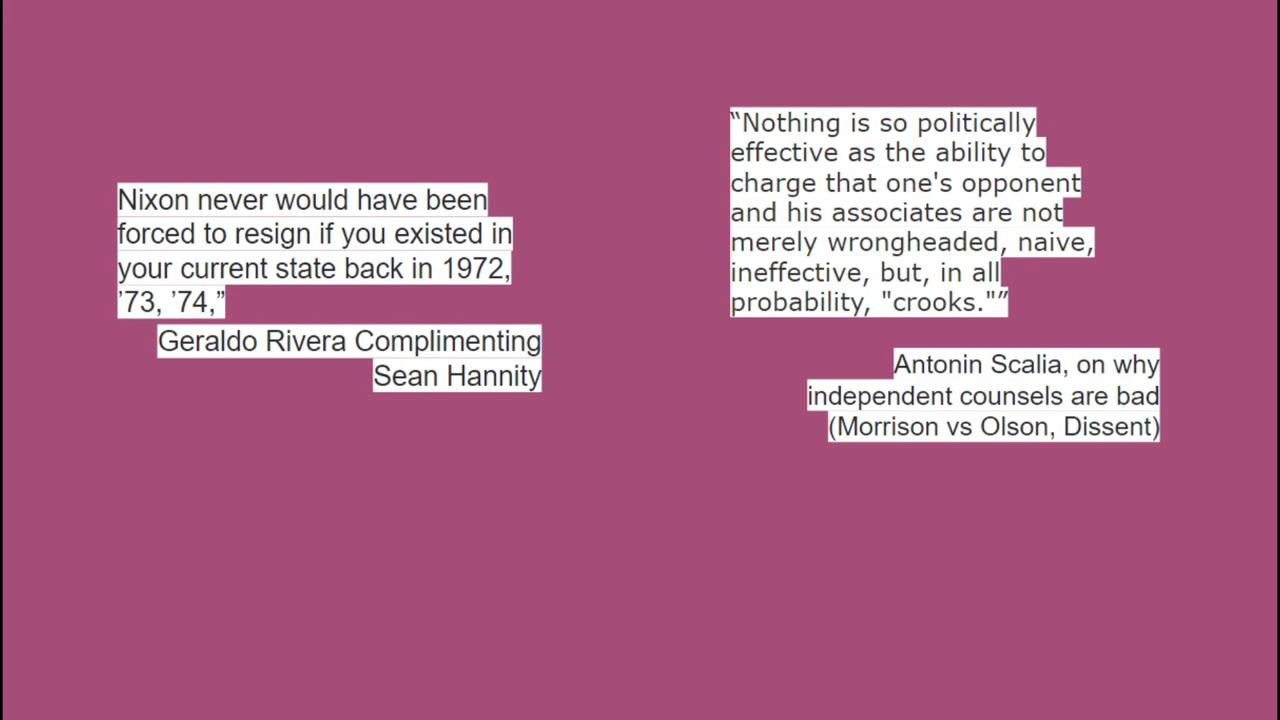 Nixon never would have been
forced to resign if you existed in
your current state back in 1972,
’73, ’74,”
Geraldo Rivera Complimenting
Sean Hannity
“Nothing is so politically
effective as the ability to
charge that one's opponent
and his associates are not
merely wrongheaded, naive,
ineffective, but, in all
probability, "crooks."”
Antonin Scalia, on why
independent counsels are bad
(Morrison vs Olson, Dissent)